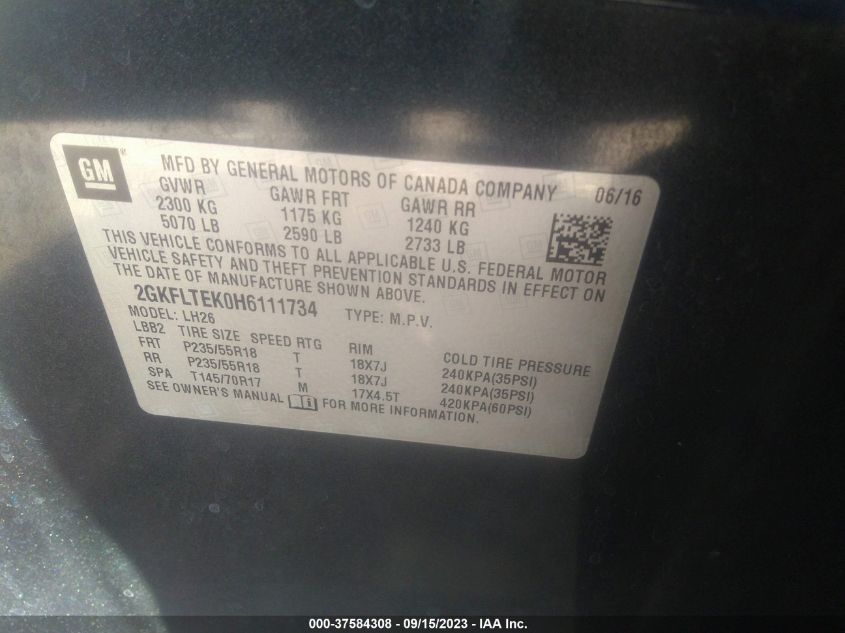 GM
MFD BY GENERAL MOTORS OF CANADA COMPANY 06/16
GVWR GAWR FRT GAWR RR
2300 KG 1175 KG 1240 KG
5070 LB 2590 LB 2733 LB
THIS VEHICLE CONFORMS TO ALL APPLICABLE U.S. FEDERAL MOTOR
VEHICLE SAFETY AND THEFT PREVENTION STANDARDS IN EFFECT ON
THE DATE OF MANUFACTURE SHOWN ABOVE.
2GKFLTEK0H6111734 TYPE: M.P.V.
MODEL: LH26
LBB2 TIRE SIZE SPEED RTG RIM COLD TIRE PRESSURE
FRT P235/55R18 T 18X7J 240KPA(35PSI)
RR P235/55R18 T 18X7J 240KPA(35PSI)
SPA T145/70R17 M 17X4.5T 420KPA(60PSI)
SEE OWNER'S MANUAL FOR MORE INFORMATION.
000-37584308 - 09/15/2023 - IAA Inc.